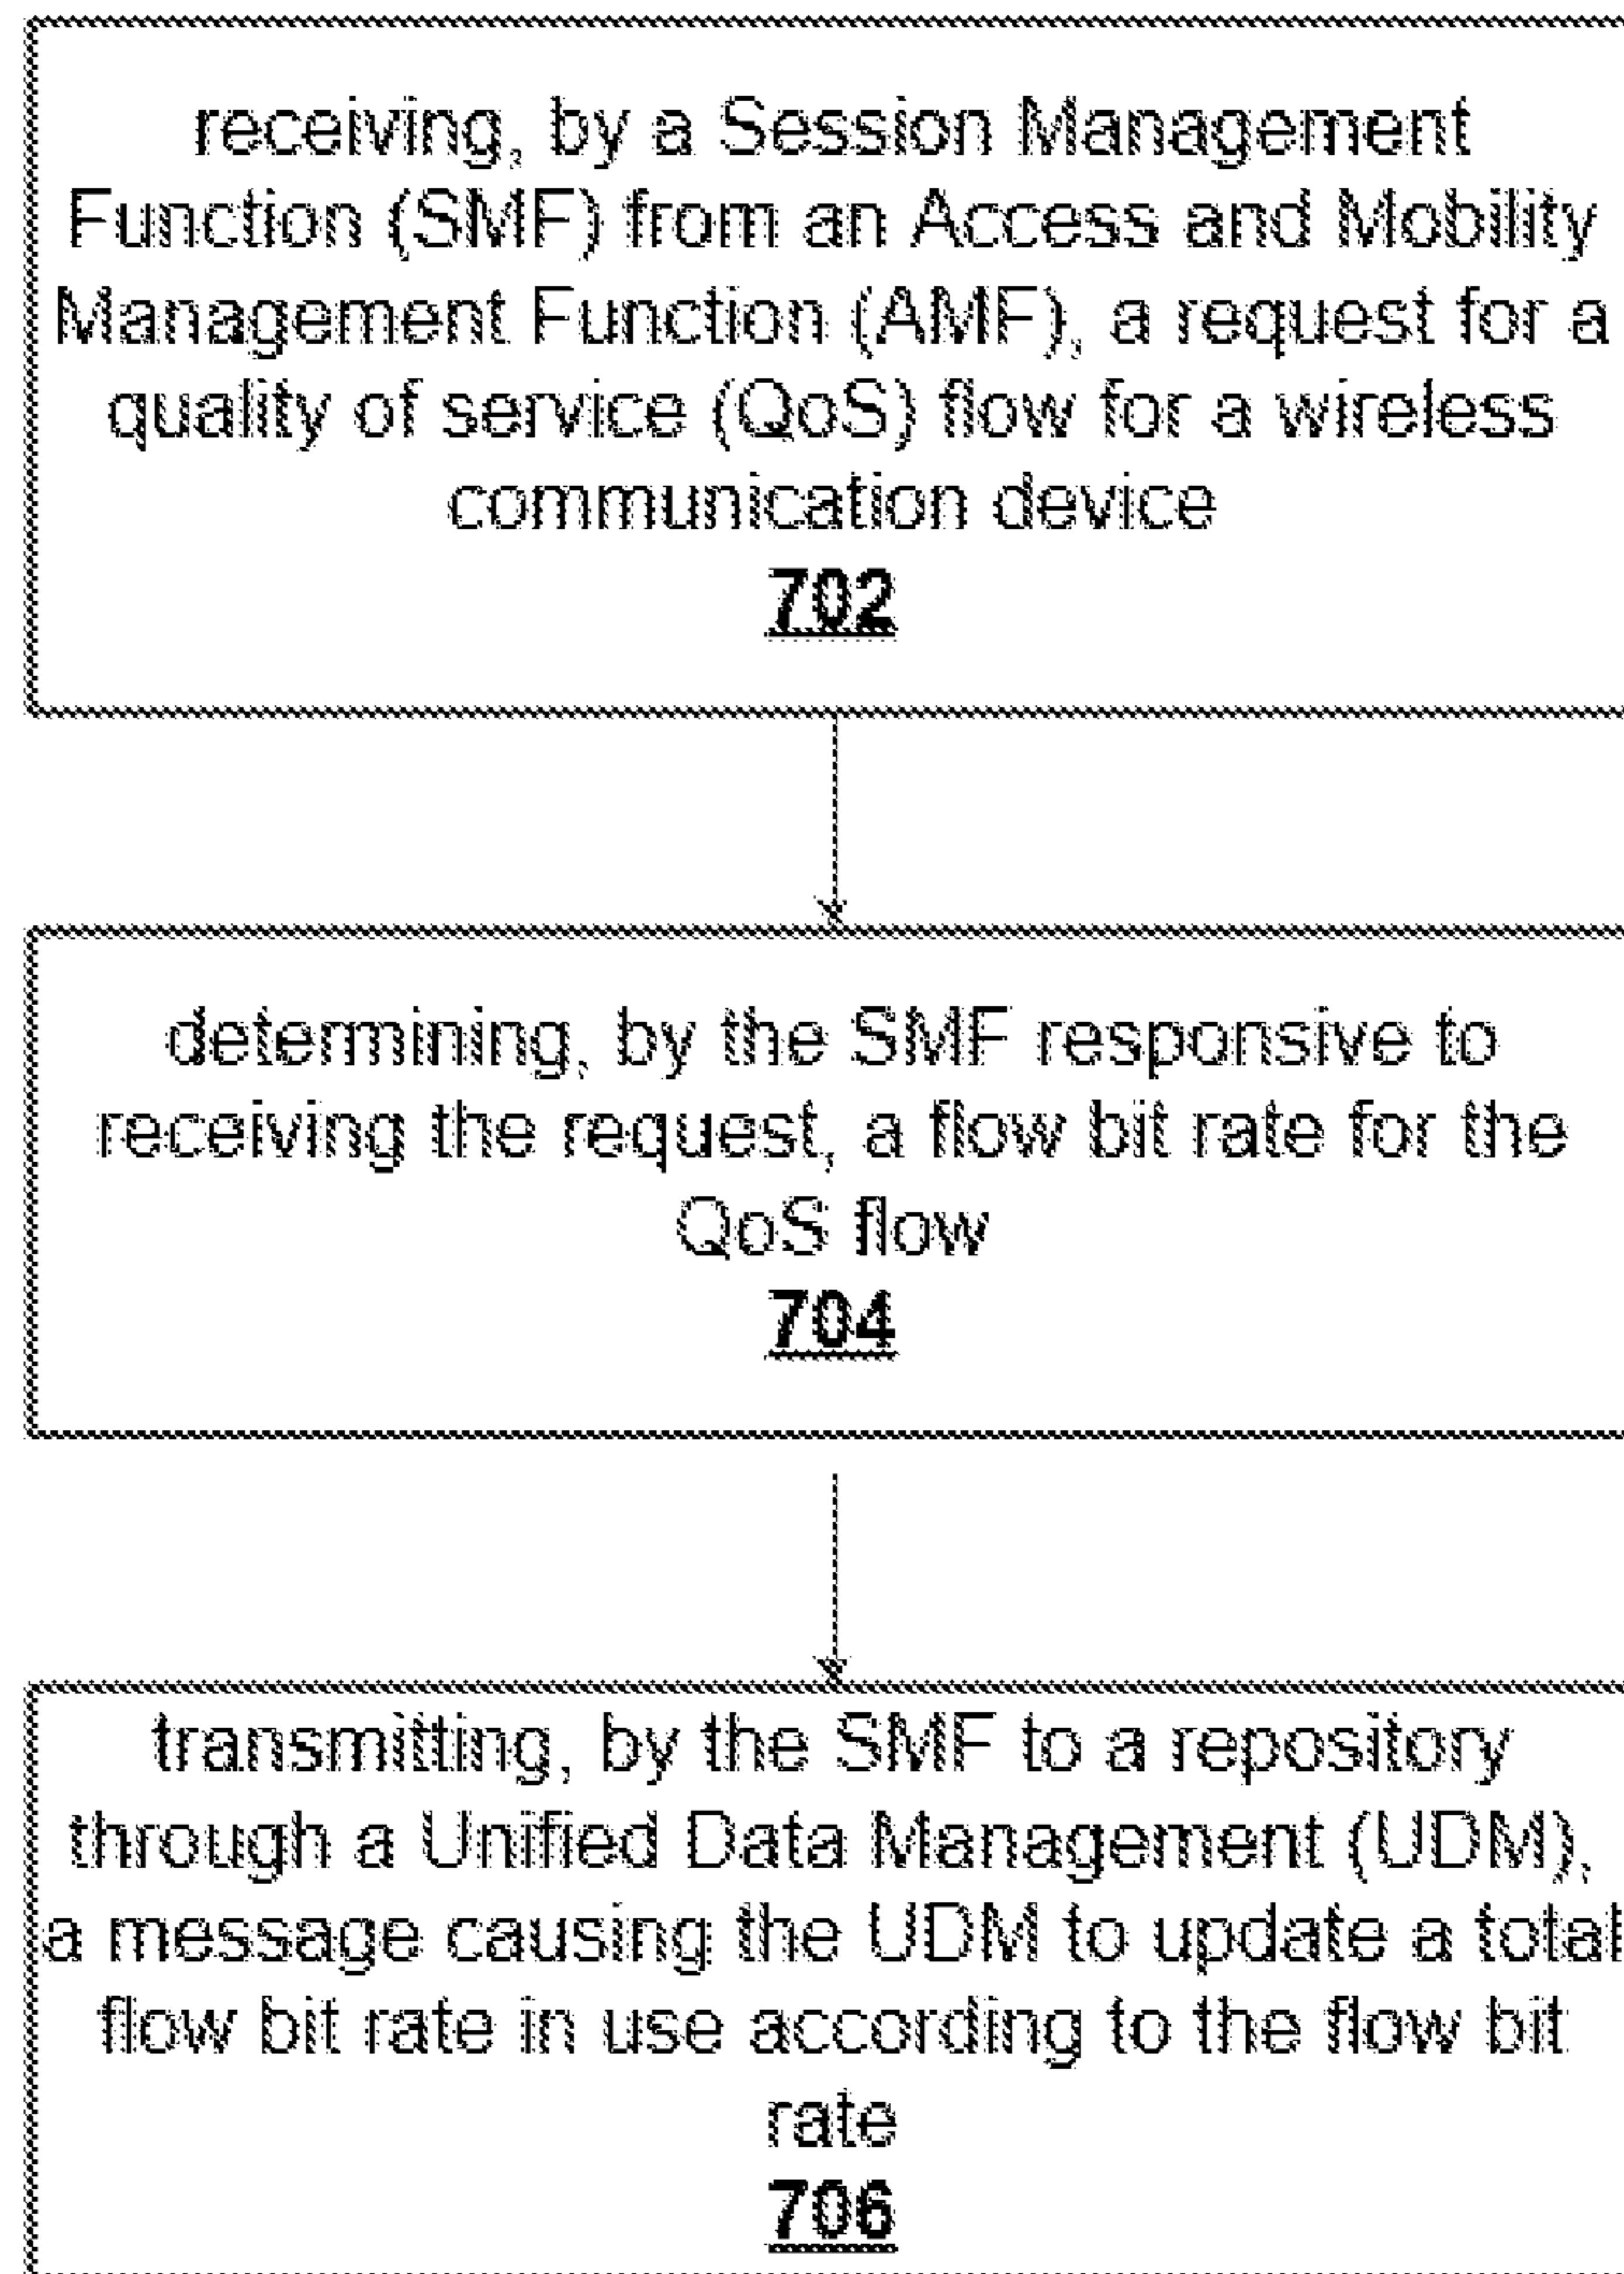 receiving, by a Session Management
Function (SMF) from an Access and Mobility
Management Function (AMF), a request for a
quality of service (QoS) flow for a wireless
communication device
702
determining, by the SMF responsive to
receiving the request, a flow bit rate for the
QoS flow
704
transmitting, by the SMF to a repository
through a Unified Data Management (UDM),
a message causing the UDM to update a total
flow bit rate in use according to the flow bit
rate
706